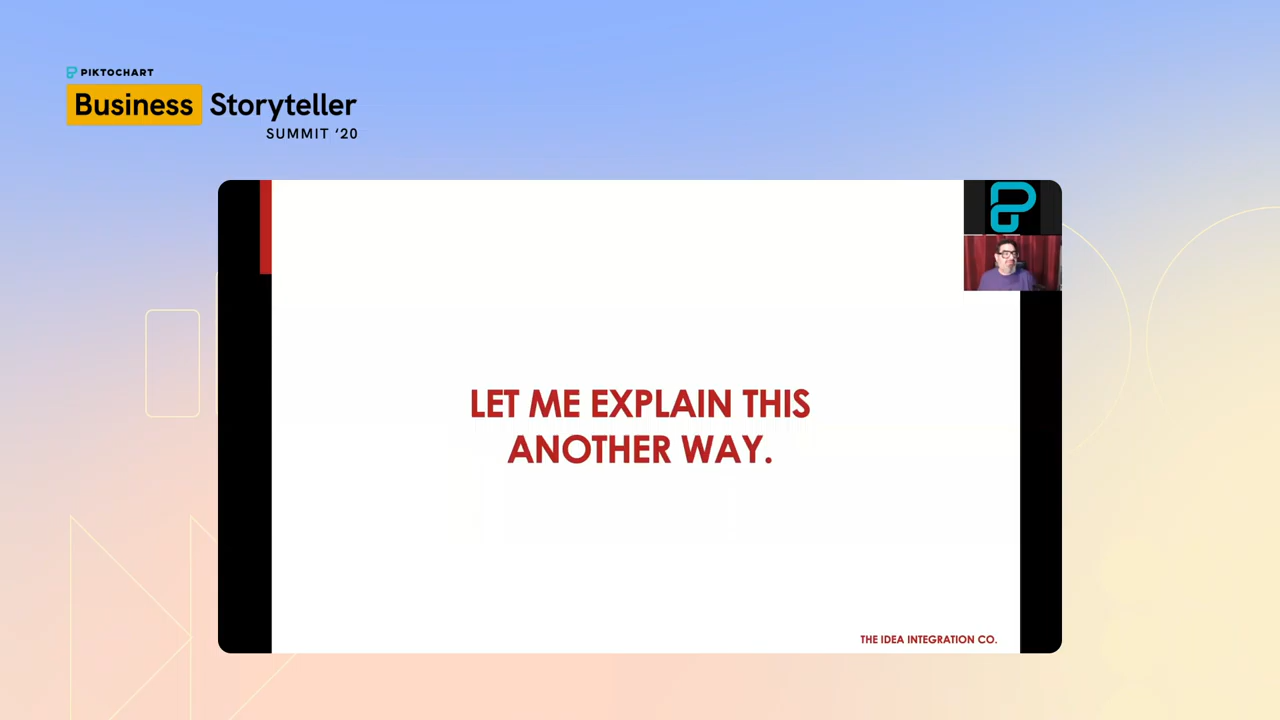 PIKTOCHART
Business Storyteller
SUMMIT ‘20
LET ME EXPLAIN THIS
ANOTHER WAY.
THE IDEA INTEGRATION CO.